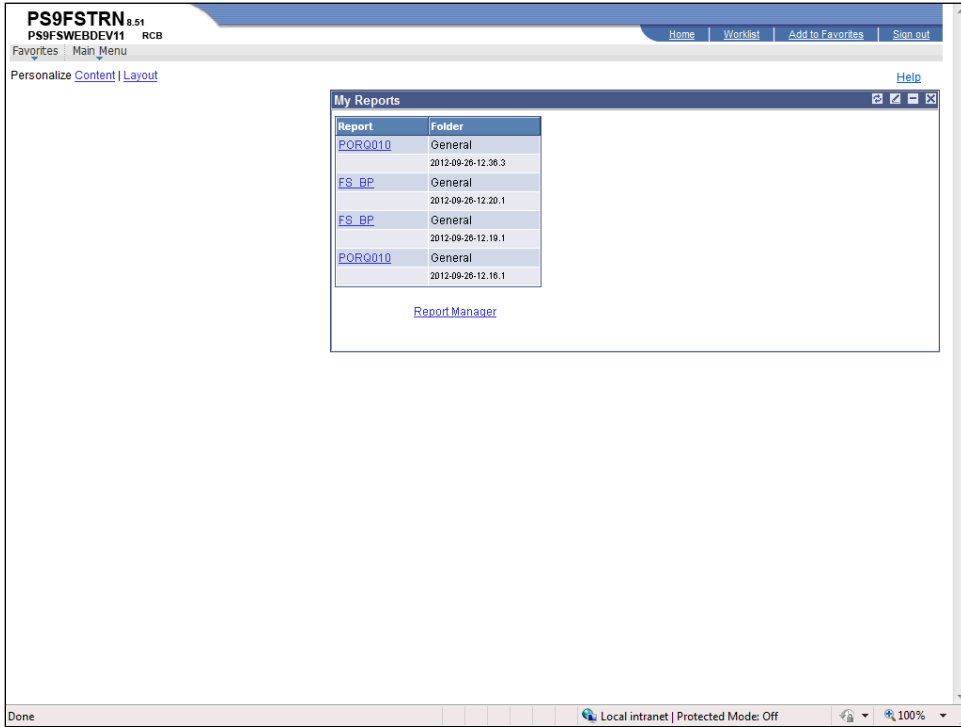 PS9FSTRN 8.51
PS9FSWEBDEV11 RCB
Home | Worklist | Add to Favorites | Sign out
Favorites Main Menu
Personalize Content | Layout
Help
My Reports
Report Folder
PORQ010 General
2012-09-26-12.36.3
FS_BP General
2012-09-26-12.20.1
FS_BP General
2012-09-26-12.19.1
PORQ010 General
2012-09-26-12.16.1
Report Manager
Done Local intranet | Protected Mode: Off 100%